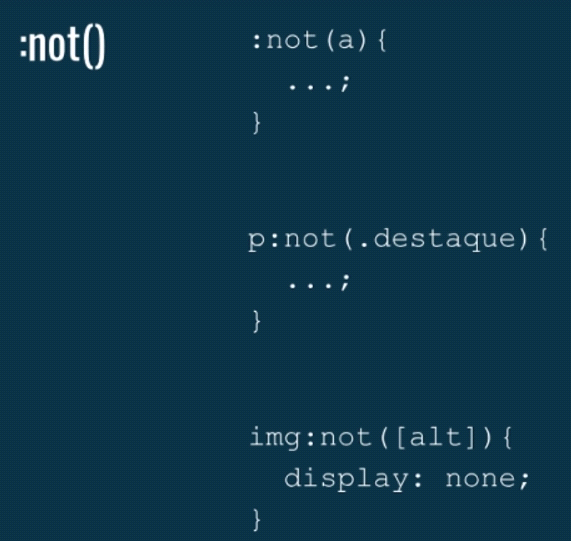 :not()
:not(a){
...;
}
p:not(.destaque){
...;
}
img:not([alt]){
display: none;
}